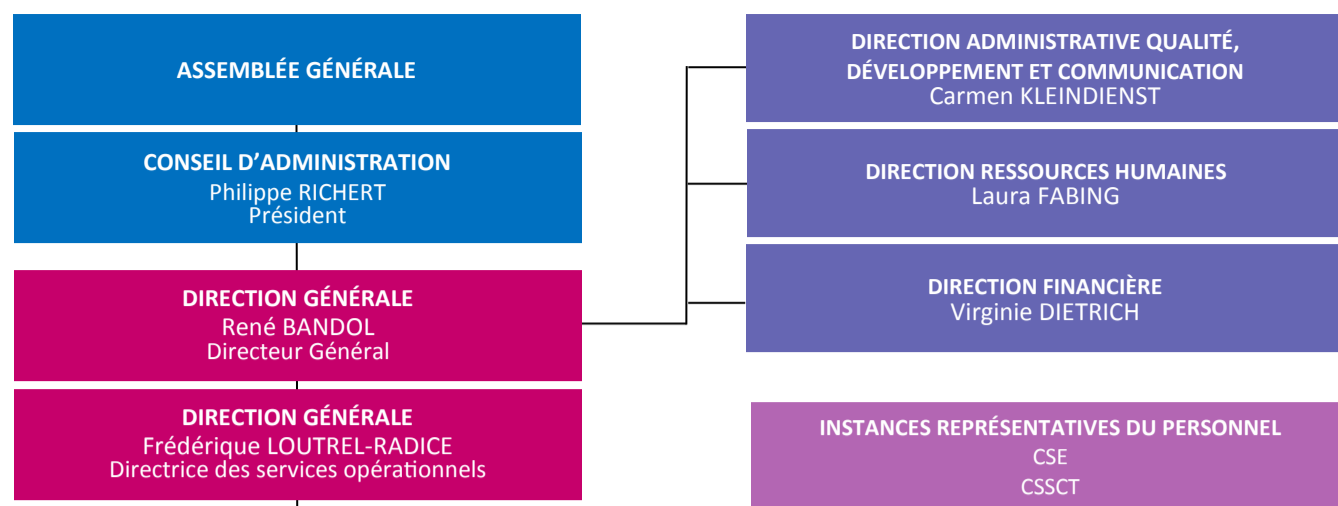 ASSEMBLÉE GÉNÉRALE
CONSEIL D’ADMINISTRATION
Philippe RICHERT
Président
DIRECTION GÉNÉRALE
René BANDOL
Directeur Général
DIRECTION GÉNÉRALE
Frédérique LOUTREL-RADICE
Directrice des services opérationnels
DIRECTION ADMINISTRATIVE QUALITÉ,
DÉVELOPPEMENT ET COMMUNICATION
Carmen KLEINDIENST
DIRECTION RESSOURCES HUMAINES
Laura FABING
DIRECTION FINANCIÈRE
Virginie DIETRICH
INSTANCES REPRÉSENTATIVES DU PERSONNEL
CSE
CSSCT